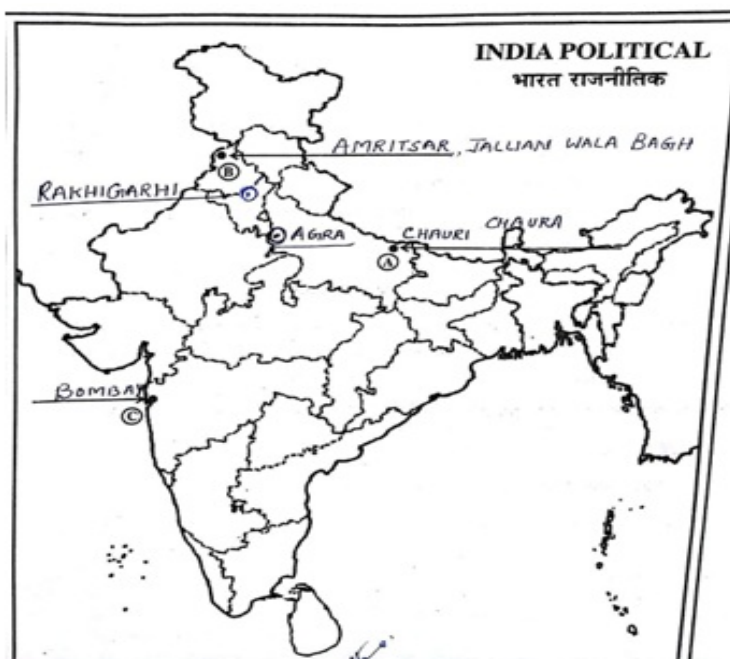 INDIA POLITICAL
भारत राजनीतिक
AMRITSAR, JALLIAN WALA BAGH
B
RAKHIGARHI
AGRA
CHAURI CHAURA
A
BOMBAY
C